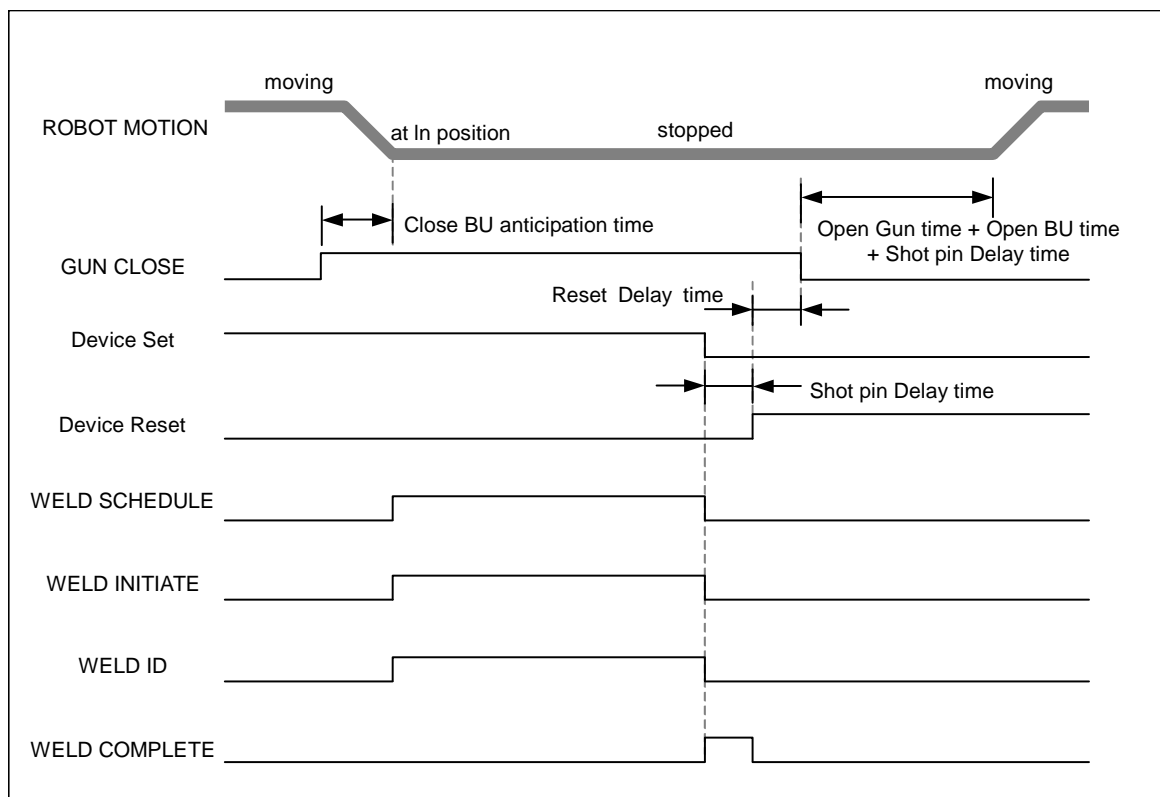 moving
moving
ROBOT MOTION
at In position
stopped
Close BU anticipation time
Open Gun time + Open BU time
+ Shot pin Delay time
GUN CLOSE
Reset Delay time
Device Set
Shot pin Delay time
Device Reset
WELD SCHEDULE
WELD INITIATE
WELD ID
WELD COMPLETE